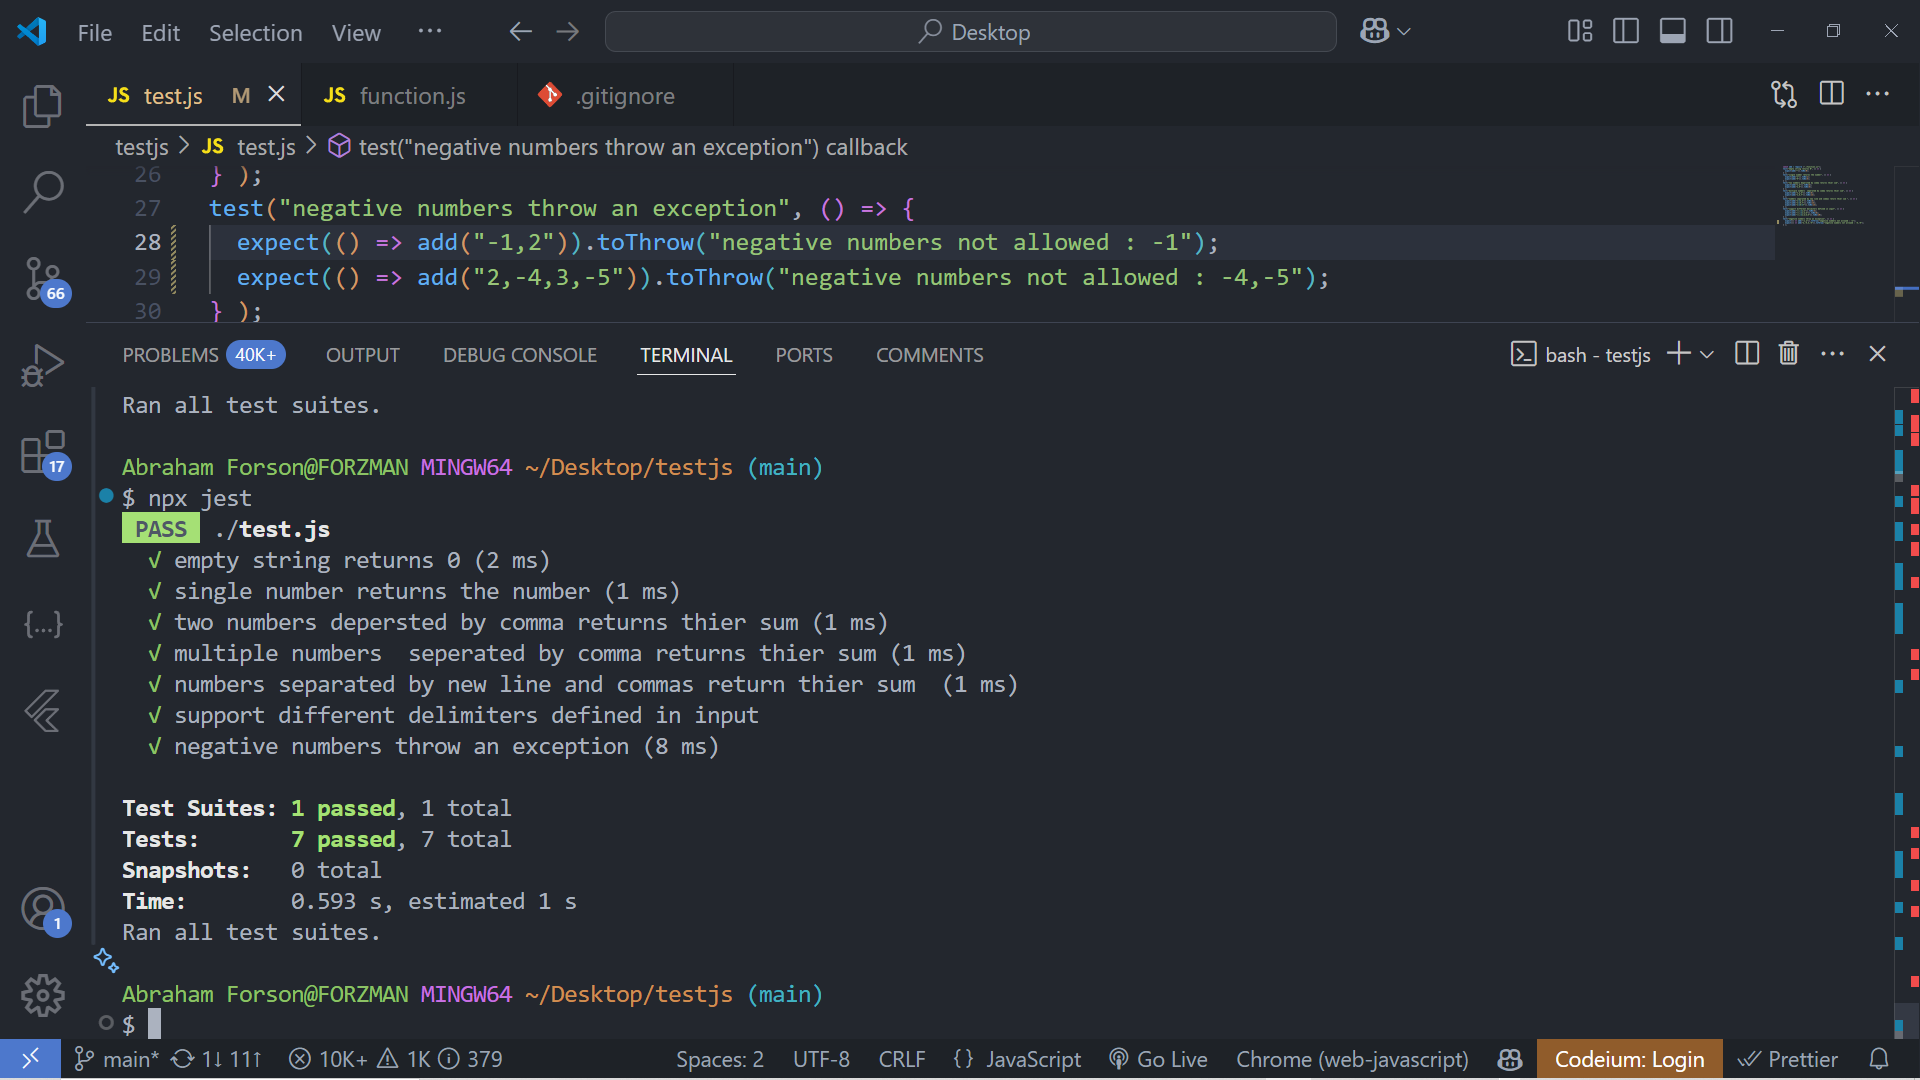 File Edit Selection View ··· Desktop
JS test.js M JS function.js .gitignore
testjs > JS test.js > test("negative numbers throw an exception") callback
26 } );
27 test("negative numbers throw an exception", () => {
28 expect(() => add("-1,2")).toThrow("negative numbers not allowed : -1");
29 expect(() => add("2,-4,3,-5")).toThrow("negative numbers not allowed : -4,-5");
30 } );
66
17
1
PROBLEMS 40K+ OUTPUT DEBUG CONSOLE TERMINAL PORTS COMMENTS bash - testjs
Ran all test suites.
Abraham Forson@FORZMAN MINGW64 ~/Desktop/testjs (main)
$ npx jest
PASS ./test.js
√ empty string returns 0 (2 ms)
√ single number returns the number (1 ms)
√ two numbers depersted by comma returns thier sum (1 ms)
√ multiple numbers  seperated by comma returns thier sum (1 ms)
√ numbers separated by new line and commas return thier sum  (1 ms)
√ support different delimiters defined in input
√ negative numbers throw an exception (8 ms)
Test Suites: 1 passed, 1 total
Tests: 7 passed, 7 total
Snapshots: 0 total
Time: 0.593 s, estimated 1 s
Ran all test suites.
Abraham Forson@FORZMAN MINGW64 ~/Desktop/testjs (main)
$
main* 1↓ 11↑ 10K+ 1K 379 Spaces: 2 UTF-8 CRLF {} JavaScript Go Live Chrome (web-javascript) Codeium: Login Prettier